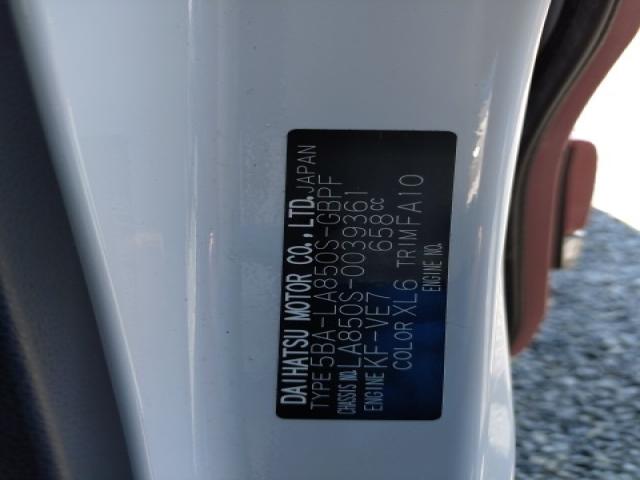 DAIHATSU MOTOR CO., LTD. JAPAN
TYPE 5BA-LA850S-GBPF
CHASSIS NO. LA850S-0039361
ENGINE KF-VE7 658cc
COLOR XL6 TRIM FA10
ENGINE NO.